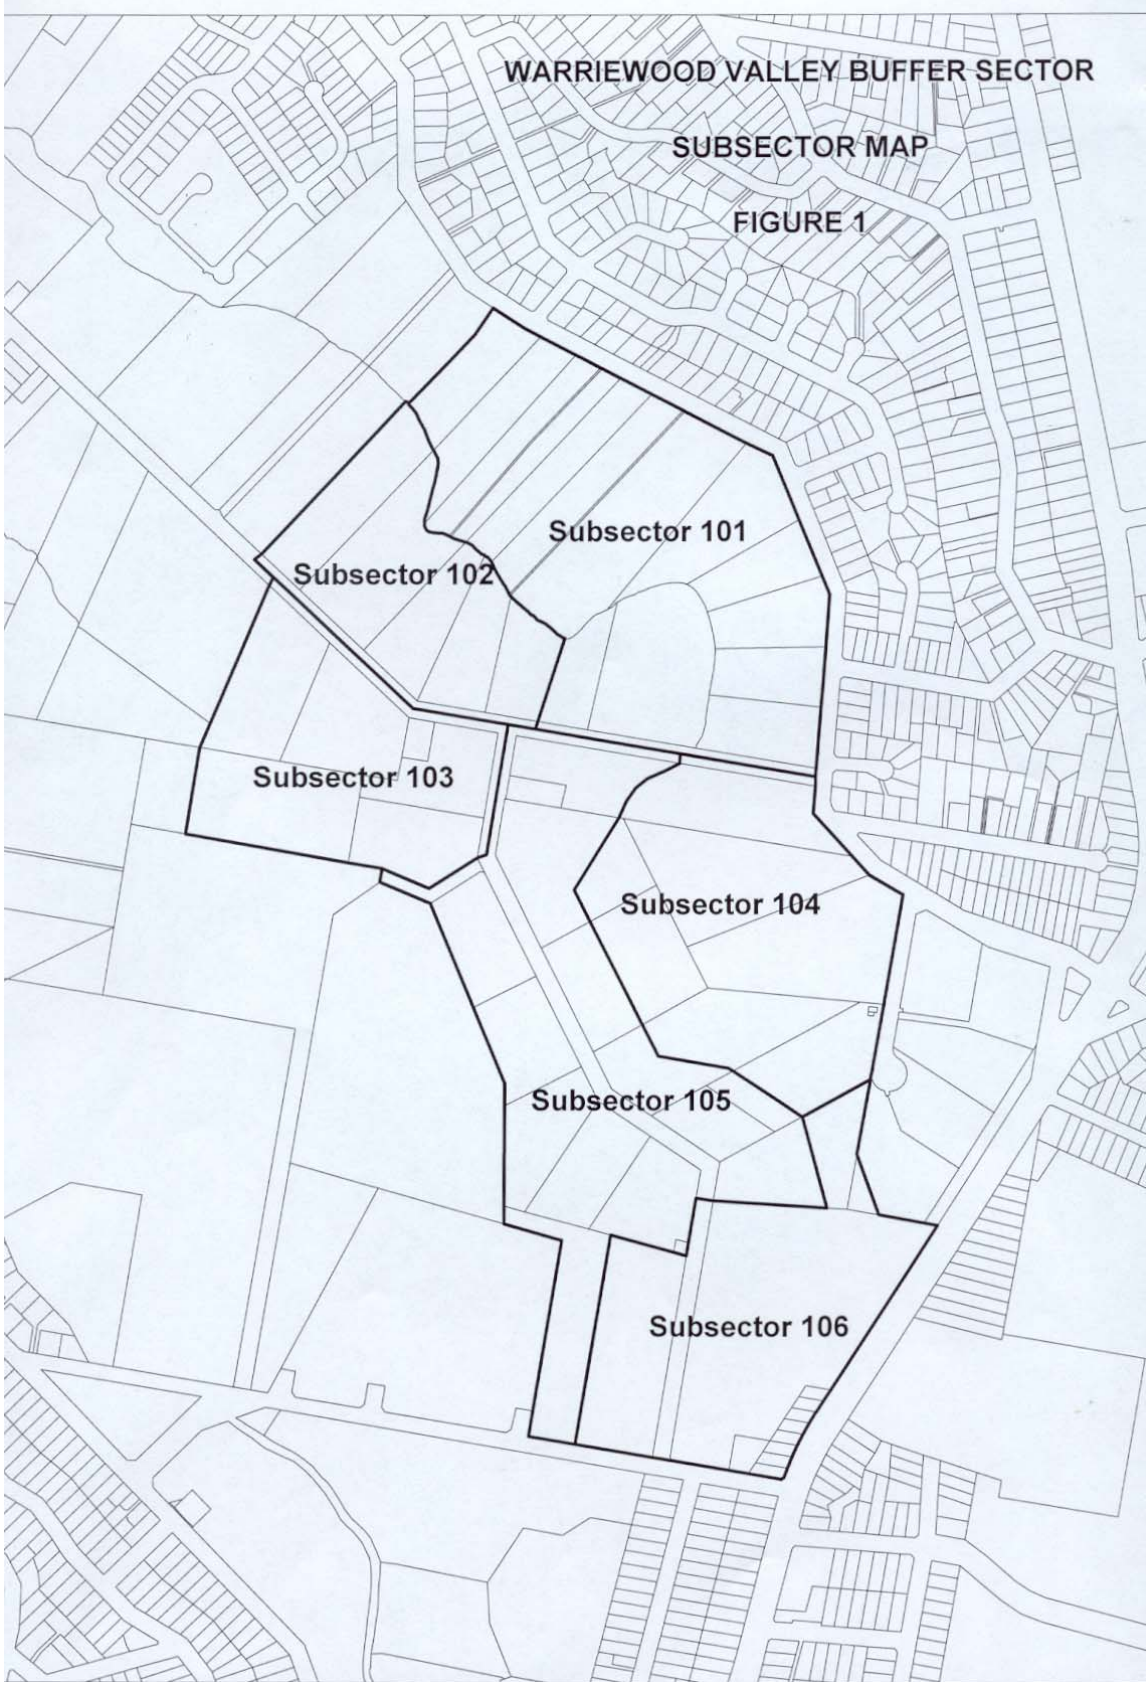 WARRIEWOOD VALLEY BUFFER SECTOR
SUBSECTOR MAP
FIGURE 1
Subsector 101
Subsector 102
Subsector 103
Subsector 104
Subsector 105
Subsector 106